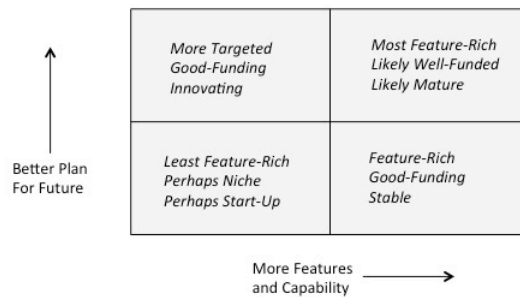 More Targeted
Good-Funding
Innovating
Most Feature-Rich
Likely Well-Funded
Likely Mature
Better Plan
For Future
Least Feature-Rich
Perhaps Niche
Perhaps Start-Up
Feature-Rich
Good-Funding
Stable
More Features
and Capability